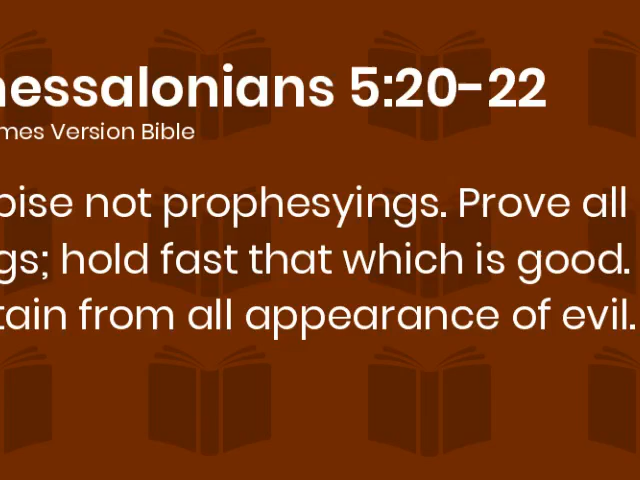 hessalonians 5:20-22
mes Version Bible
pise not prophesyings. Prove all
gs; hold fast that which is good.
tain from all appearance of evil.